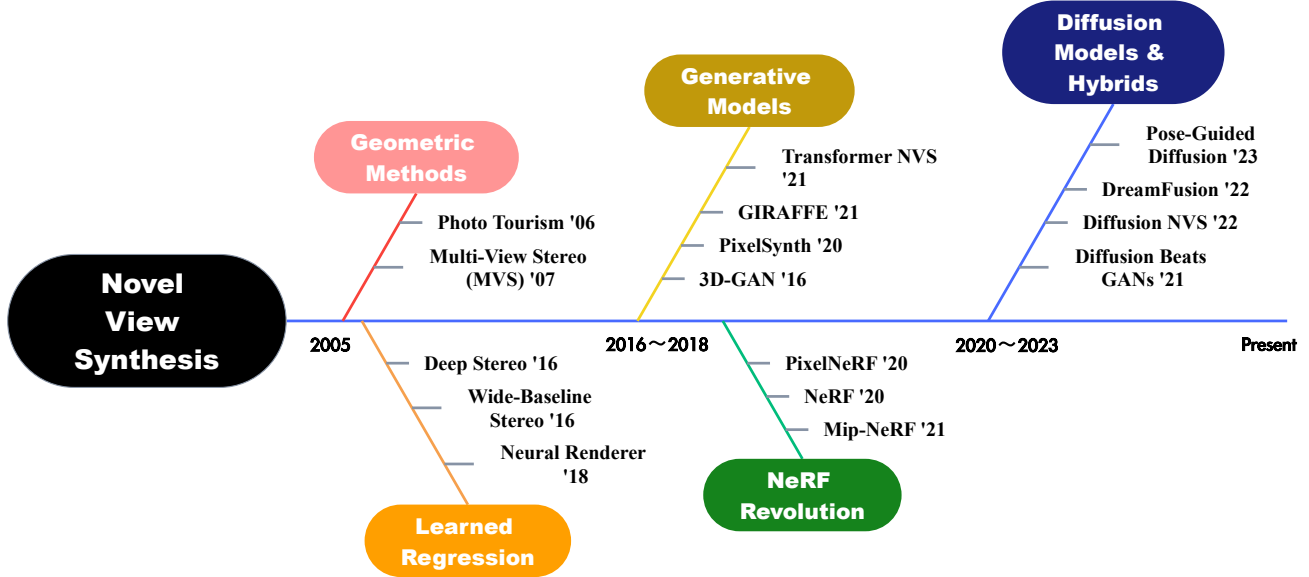 Novel
View
Synthesis
Geometric
Methods
Photo Tourism '06
Multi-View Stereo
(MVS) '07
2005
Deep Stereo '16
Wide-Baseline
Stereo '16
Neural Renderer
'18
Learned
Regression
Generative
Models
Transformer NVS
'21
GIRAFFE '21
PixelSynth '20
3D-GAN '16
2016~2018
PixelNeRF '20
NeRF '20
Mip-NeRF '21
NeRF
Revolution
Diffusion
Models &
Hybrids
Pose-Guided
Diffusion '23
DreamFusion '22
Diffusion NVS '22
Diffusion Beats
GANs '21
2020~2023
Present